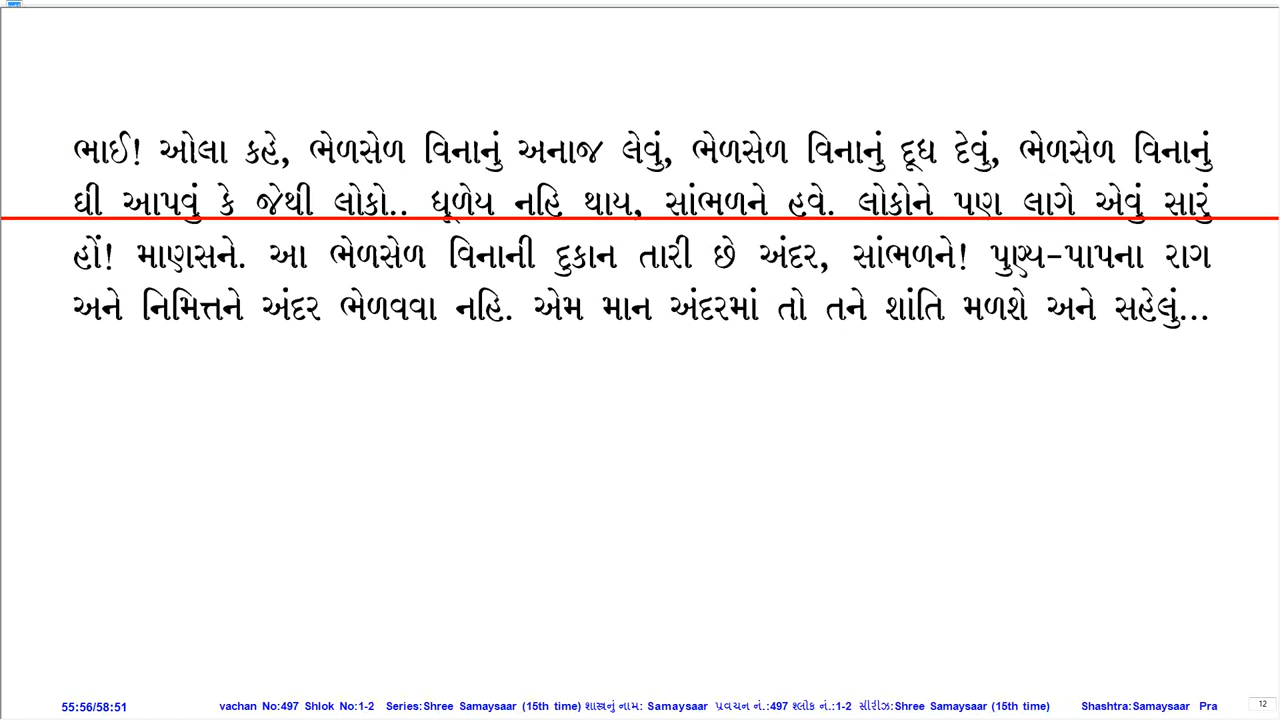 ભાઈ! ઓલા કહે, ભેળસેળ વિનાનું અનાજ લેવું, ભેળસેળ વિનાનું દૂધ દેવું, ભેળસેળ વિનાનું
ઘી આપવું કે જેથી લોકો.. ધૂળેય નહિ થાય, સાંભળને હવે. લોકોને પણ લાગે એવું સારું
હોં! માણસને. આ ભેળસેળ વિનાની દુકાન તારી છે અંદર, સાંભળને! પુણ્ય-પાપના રાગ
અને નિમિત્તને અંદર ભેળવવા નહિ. એમ માન અંદરમાં તો તને શાંતિ મળશે અને સહેલું...
55:56/58:51 vachan No:497 Shlok No:1-2 Series:Shree Samaysaar (15th time) શાસ્ત્રનું નામ: Samaysaar પ્રવચન નં.:497 શ્લોક નં.:1-2 સીરીઝ:Shree Samaysaar (15th time) Shashtra:Samaysaar Pra 12